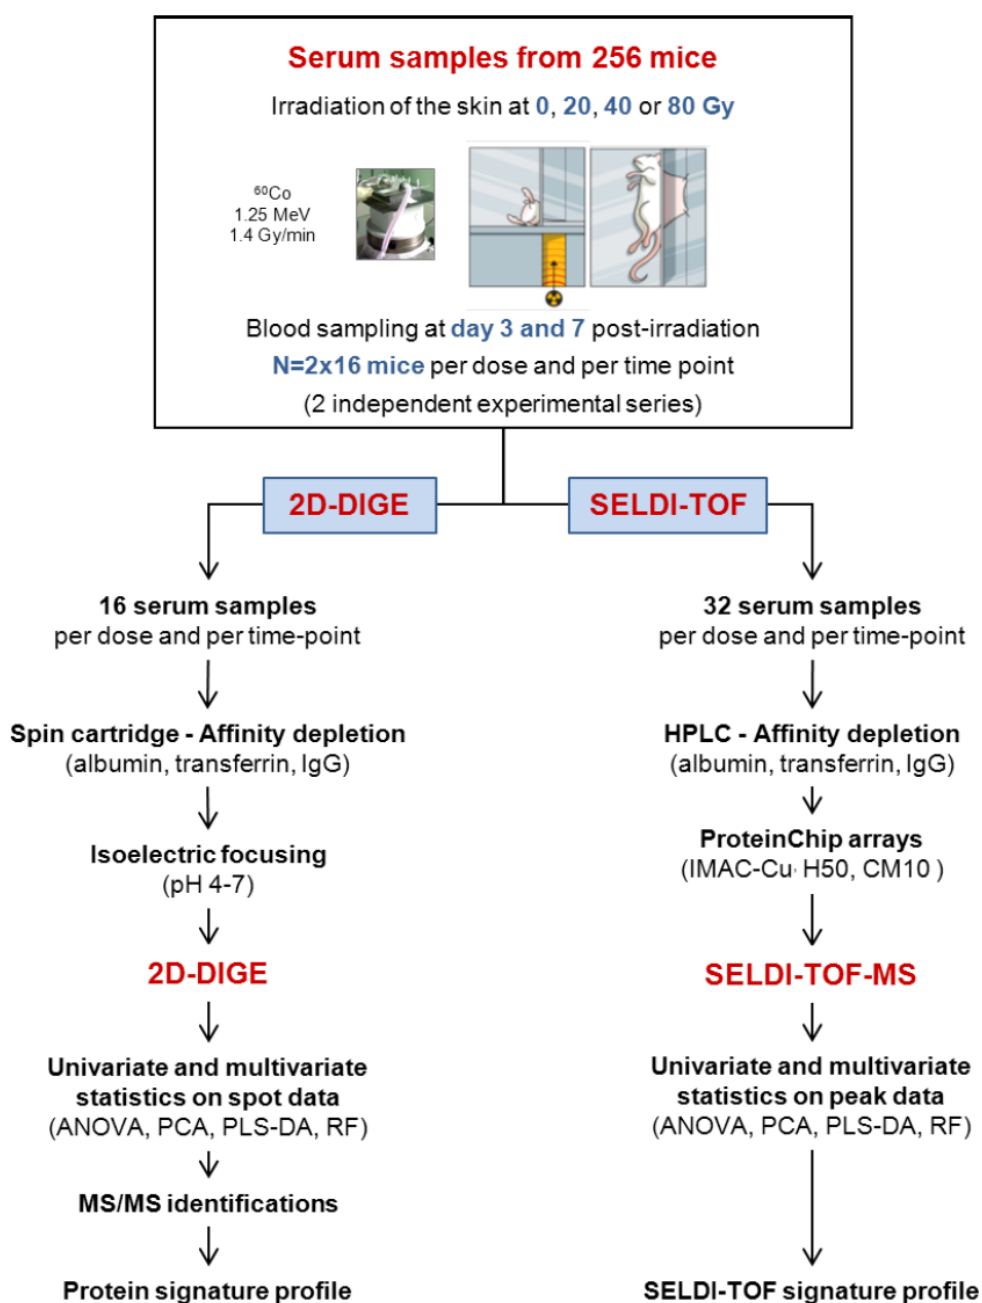 Serum samples from 256 mice
Irradiation of the skin at 0, 20, 40 or 80 Gy
60Co
1.25 MeV
1.4 Gy/min
Blood sampling at day 3 and 7 post-irradiation
N=2x16 mice per dose and per time point
(2 independent experimental series)
2D-DIGE
SELDI-TOF
16 serum samples
per dose and per time-point
32 serum samples
per dose and per time-point
Spin cartridge - Affinity depletion
(albumin, transferrin, IgG)
HPLC - Affinity depletion
(albumin, transferrin, IgG)
Isoelectric focusing
(pH 4-7)
ProteinChip arrays
(IMAC-Cu, H50, CM10 )
2D-DIGE
SELDI-TOF-MS
Univariate and multivariate
statistics on spot data
(ANOVA, PCA, PLS-DA, RF)
Univariate and multivariate
statistics on peak data
(ANOVA, PCA, PLS-DA, RF)
MS/MS identifications
Protein signature profile
SELDI-TOF signature profile